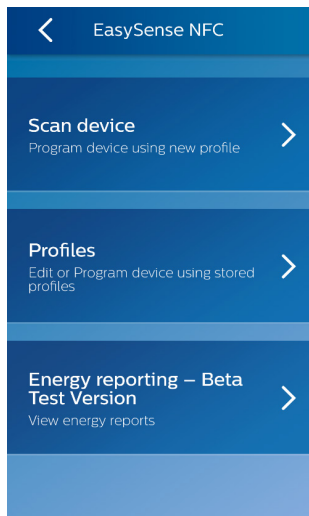 EasySense NFC
Scan device
Program device using new profile
Profiles
Edit or Program device using stored
profiles
Energy reporting – Beta
Test Version
View energy reports